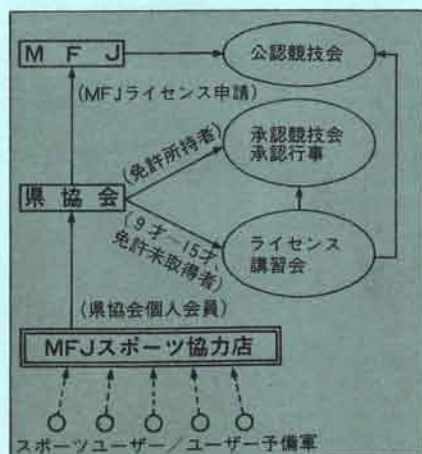 MFJ
公認競技会
(MFJライセンス申請)
(免許所持者)
承認競技会
承認行事
県協会
(9才~15才、
免許未取得者)
ライセンス
講習会
(県協会個人会員)
MFJスポーツ協力店
スポーツユーザー/ユーザー予備軍